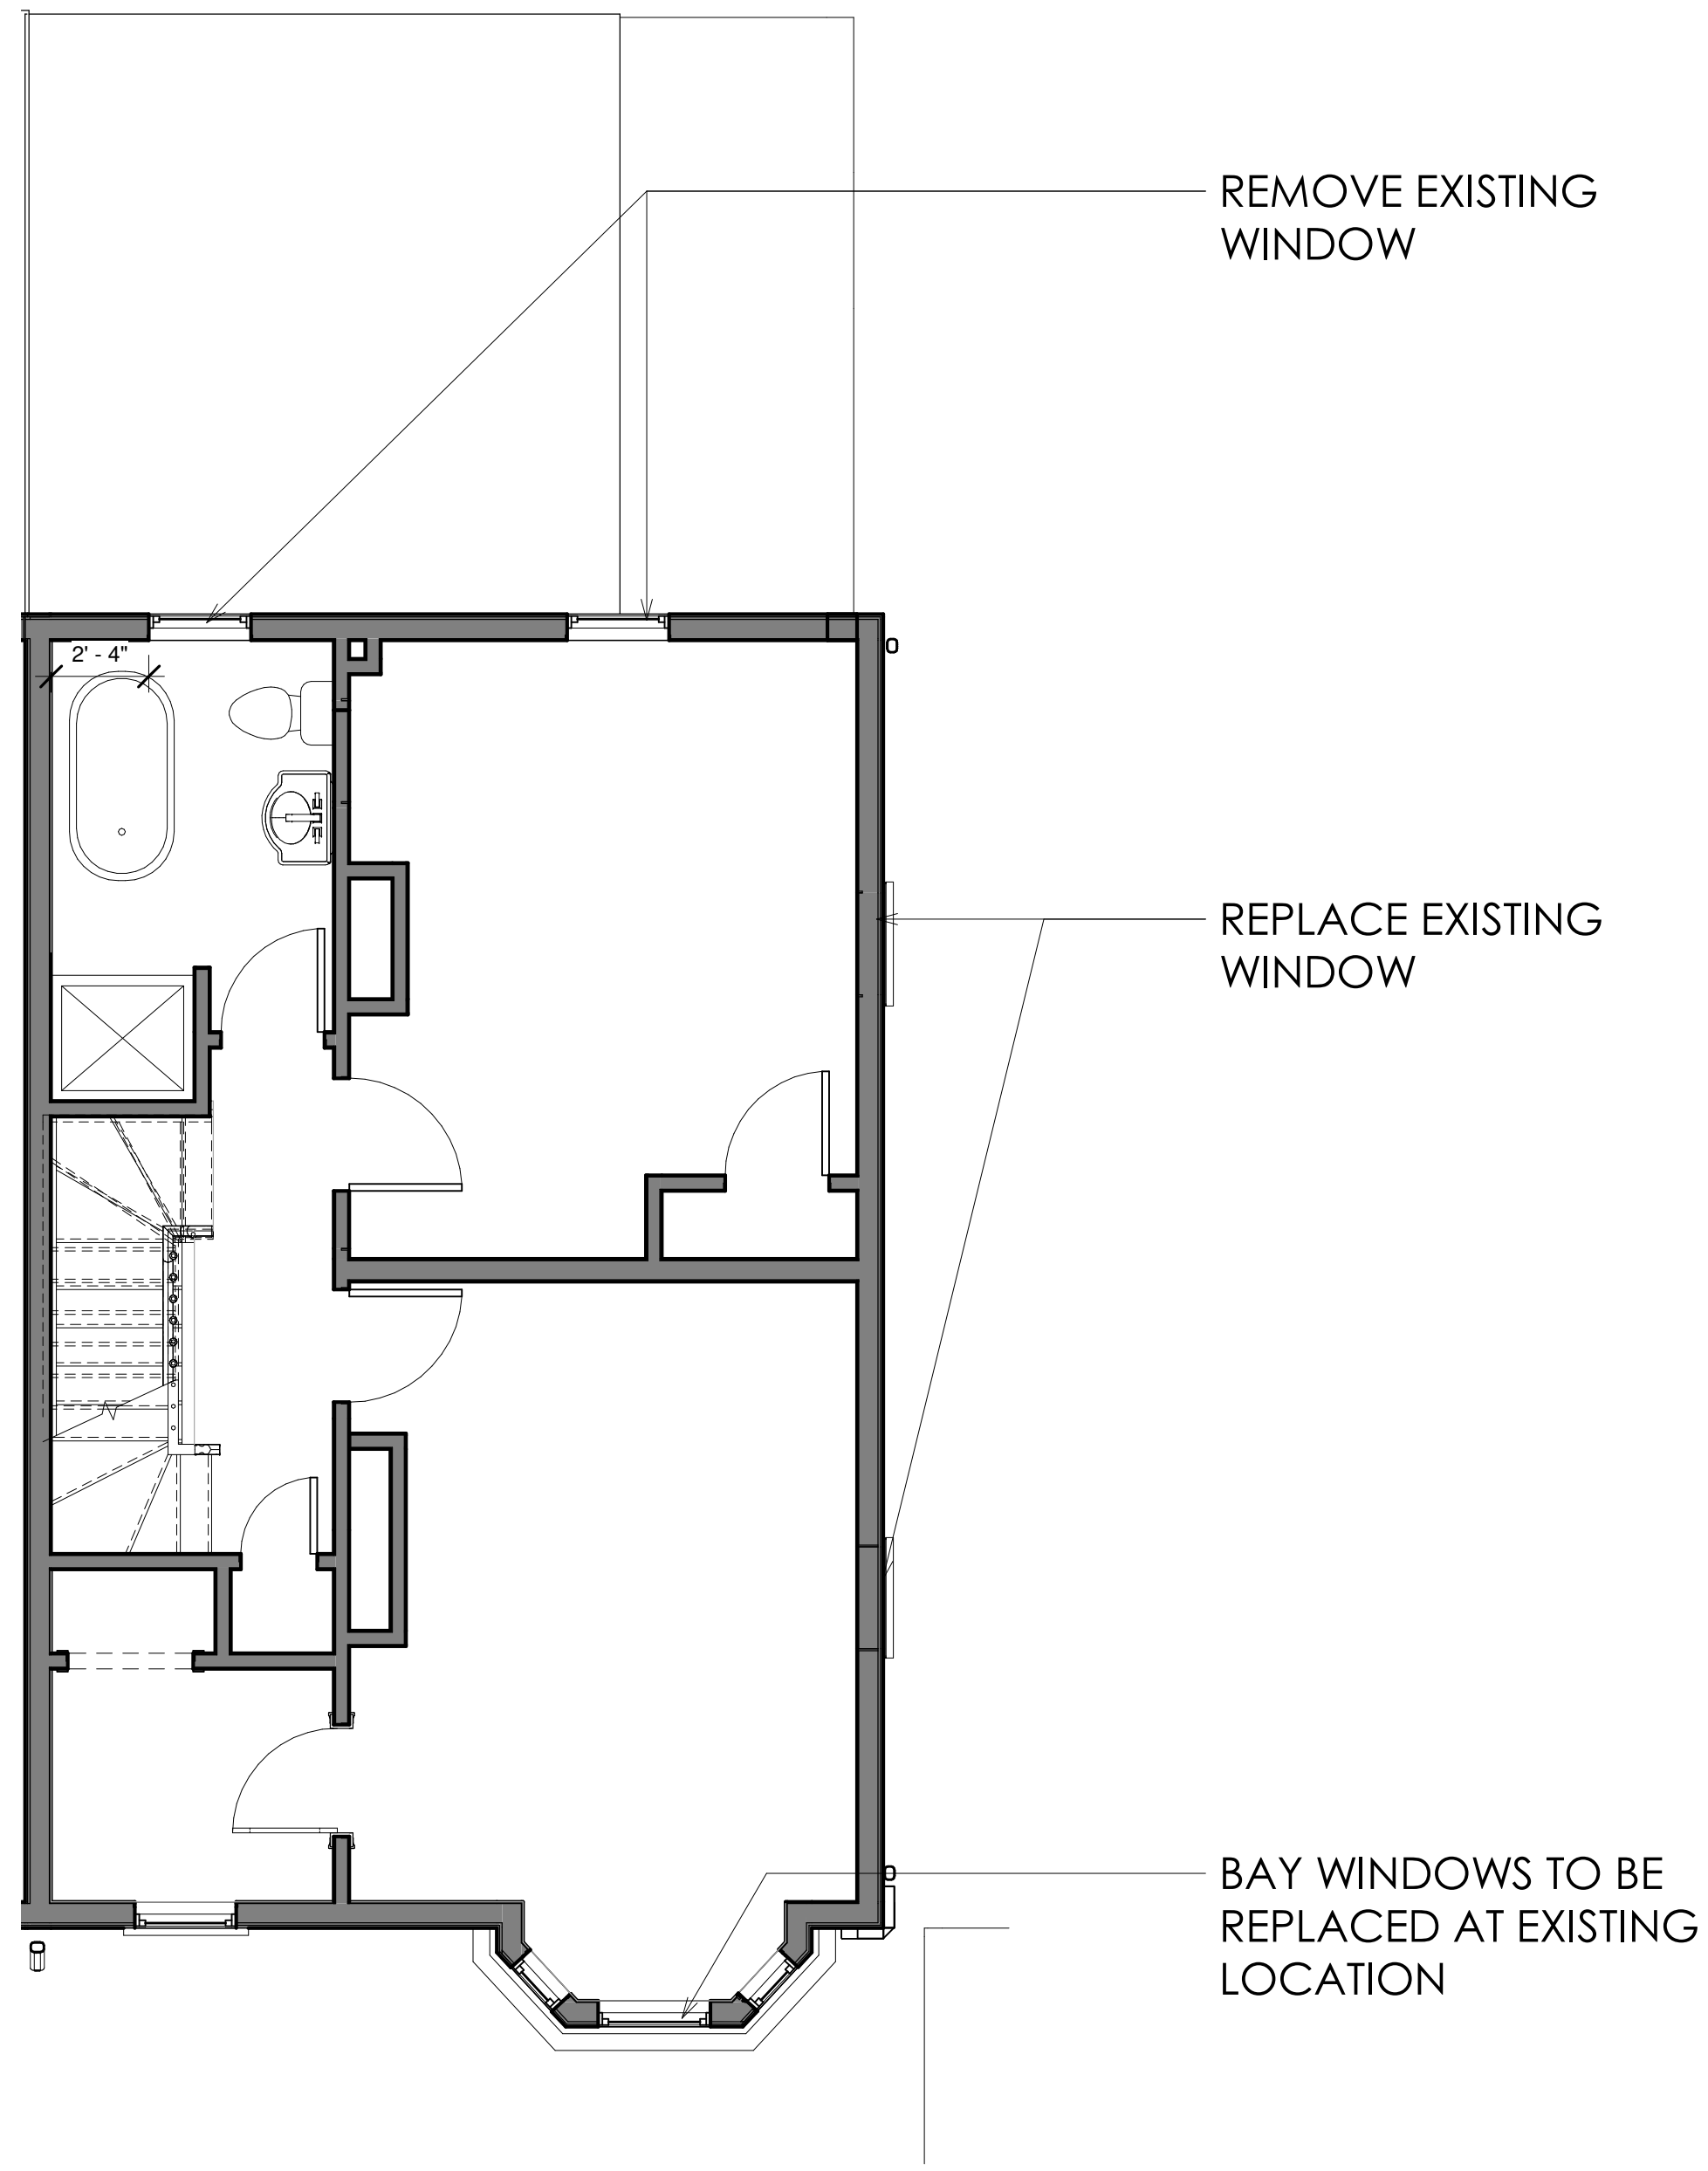 REMOVE EXISTING
WINDOW
2' - 4"
REPLACE EXISTING
WINDOW
BAY WINDOWS TO BE
REPLACED AT EXISTING
LOCATION